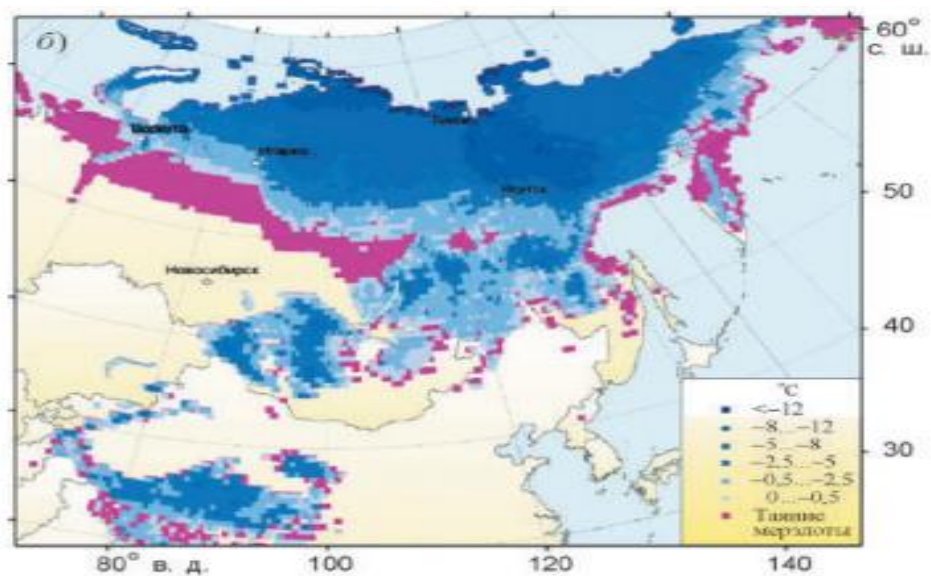 б)
60°
с. ш.
Воркута
Игарка
Якутск
50
Новосибирск
40
°C
<-12
-8...-12
-5...-8
-2.5...-5
-0.5...-2.5
0...-0.5
Таяние
мерзлоты
30
80° в. д.
100
120
140